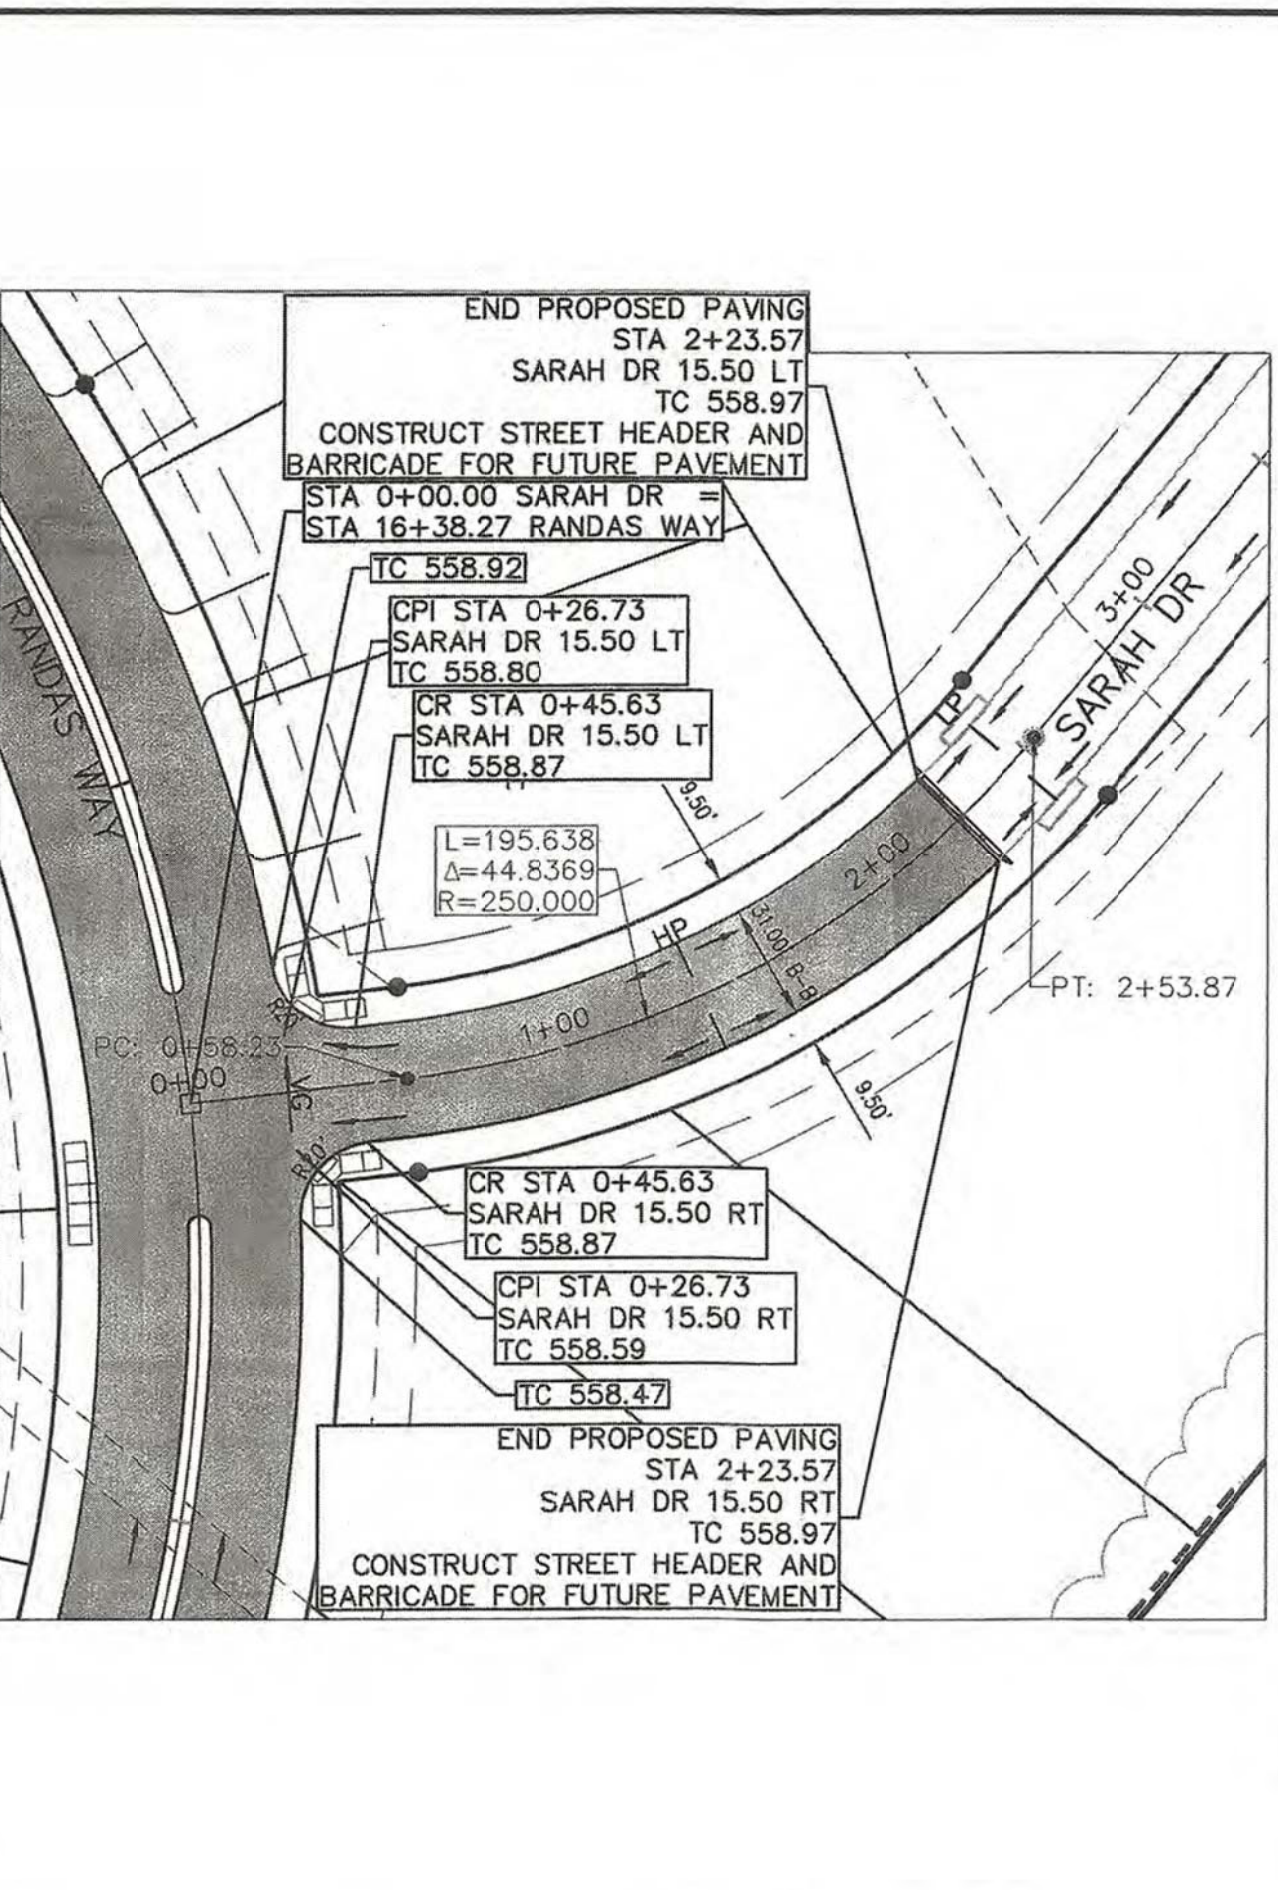 END PROPOSED PAVING
STA 2+23.57
SARAH DR 15.50 LT
TC 558.97
CONSTRUCT STREET HEADER AND
BARRICADE FOR FUTURE PAVEMENT
STA 0+00.00 SARAH DR =
STA 16+38.27 RANDAS WAY
TC 558.92
CPI STA 0+26.73
SARAH DR 15.50 LT
TC 558.80
CR STA 0+45.63
SARAH DR 15.50 LT
TC 558.87
RANDAS WAY
3+00
SARAH DR
LP
9.50'
L=195.638
Δ=44.8369
R=250.000
2+00
HP
31.00' B-B
PT: 2+53.87
1+00
PC: 0+58.23
0+00
VG
9.50'
R20'
CR STA 0+45.63
SARAH DR 15.50 RT
TC 558.87
CPI STA 0+26.73
SARAH DR 15.50 RT
TC 558.59
TC 558.47
END PROPOSED PAVING
STA 2+23.57
SARAH DR 15.50 RT
TC 558.97
CONSTRUCT STREET HEADER AND
BARRICADE FOR FUTURE PAVEMENT